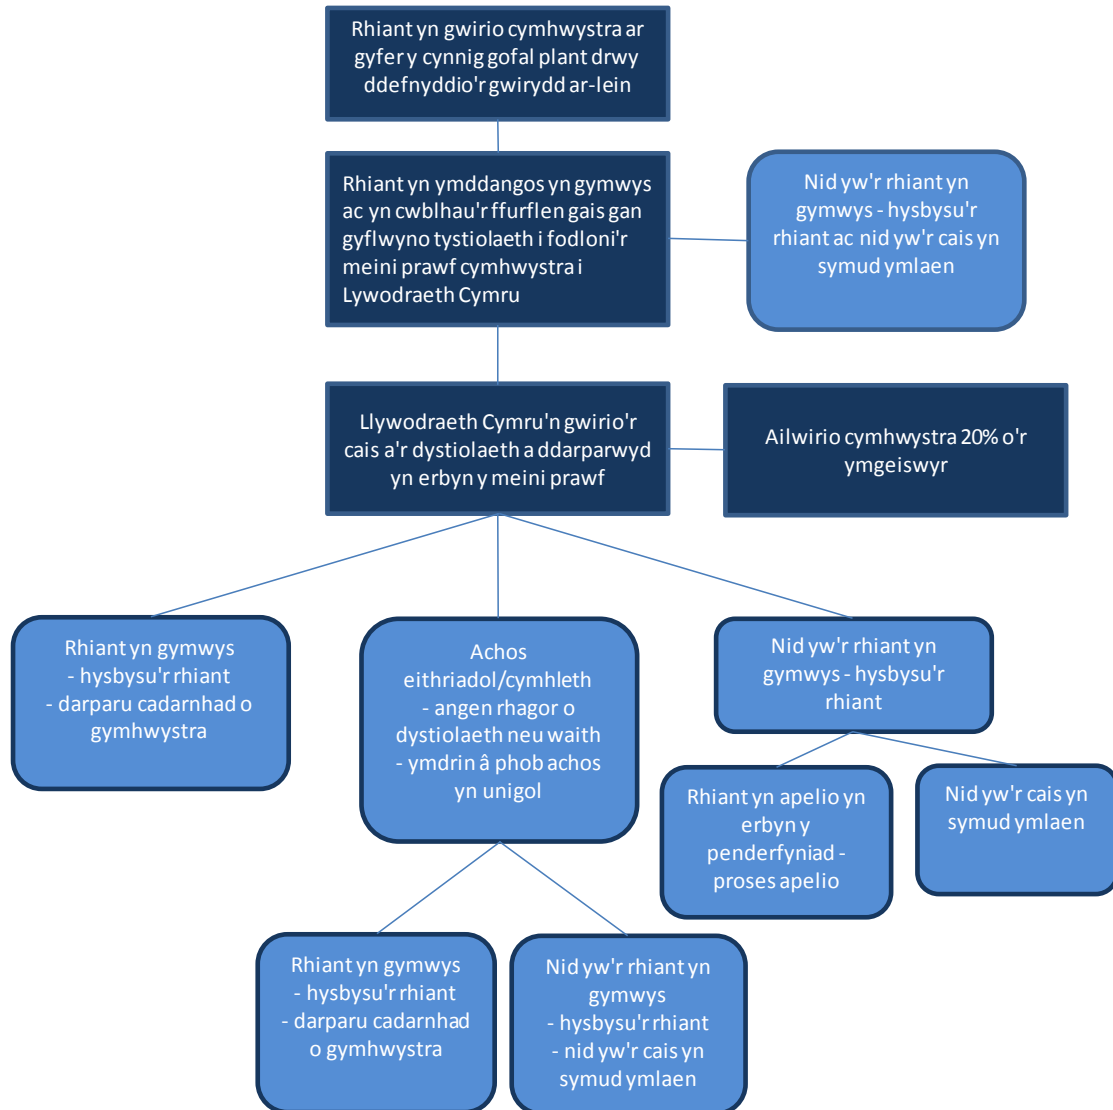 Rhiant yn gwirio cymhwystra ar
gyfer y cynnig gofal plant drwy
ddefnyddio'r gwirydd ar-lein
Rhiant yn ymddangos yn gymwys
ac yn cwblhau'r ffurflen gais gan
gyflwyno tystiolaeth i fodloni'r
meini prawf cymhwystra i
Lywodraeth Cymru
Nid yw'r rhiant yn
gymwys - hysbysu'r
rhiant ac nid yw'r cais yn
symud ymlaen
Llywodraeth Cymru'n gwirio'r
cais a'r dystiolaeth a ddarparwyd
yn erbyn y meini prawf
Ailwirio cymhwystra 20% o'r
ymgeiswyr
Rhiant yn gymwys
- hysbysu'r rhiant
- darparu cadarnhad o
gymhwystra
Achos
eithriadol/cymhleth
- angen rhagor o
dystiolaeth neu waith
- ymdrin â phob achos
yn unigol
Nid yw'r rhiant yn
gymwys - hysbysu'r
rhiant
Rhiant yn apelio yn
erbyn y
penderfyniad -
proses apelio
Nid yw'r cais yn
symud ymlaen
Rhiant yn gymwys
- hysbysu'r rhiant
- darparu cadarnhad
o gymhwystra
Nid yw'r rhiant yn
gymwys
- hysbysu'r rhiant
- nid yw'r cais yn
symud ymlaen